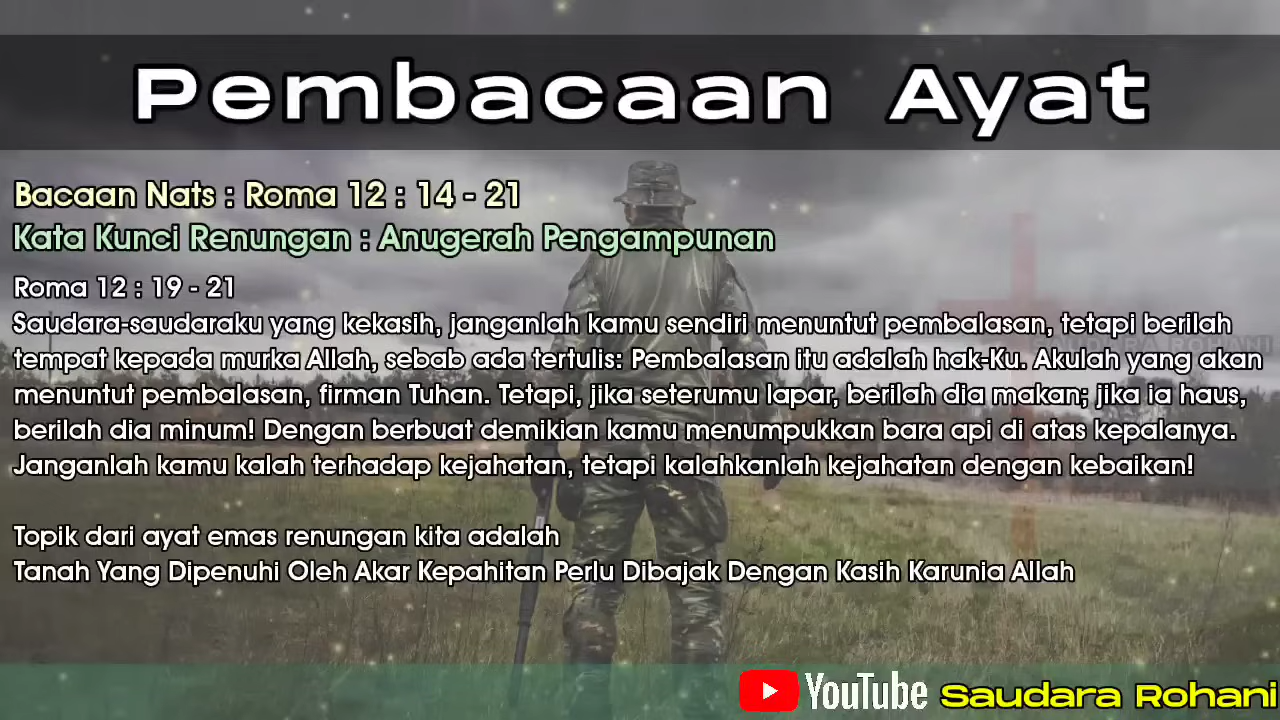 Pembacaan Ayat
Bacaan Nats : Roma 12 : 14 - 21
Kata Kunci Renungan : Anugerah Pengampunan
Roma 12 : 19 - 21
Saudara-saudaraku yang kekasih, janganlah kamu sendiri menuntut pembalasan, tetapi berilah
tempat kepada murka Allah, sebab ada tertulis: Pembalasan itu adalah hak-Ku. Akulah yang akan
menuntut pembalasan, firman Tuhan. Tetapi, jika seterumu lapar, berilah dia makan; jika ia haus,
berilah dia minum! Dengan berbuat demikian kamu menumpukkan bara api di atas kepalanya.
Janganlah kamu kalah terhadap kejahatan, tetapi kalahkanlah kejahatan dengan kebaikan!
Topik dari ayat emas renungan kita adalah
Tanah Yang Dipenuhi Oleh Akar Kepahitan Perlu Dibajak Dengan Kasih Karunia Allah
SAUDARA ROHANI
YouTube Saudara Rohani